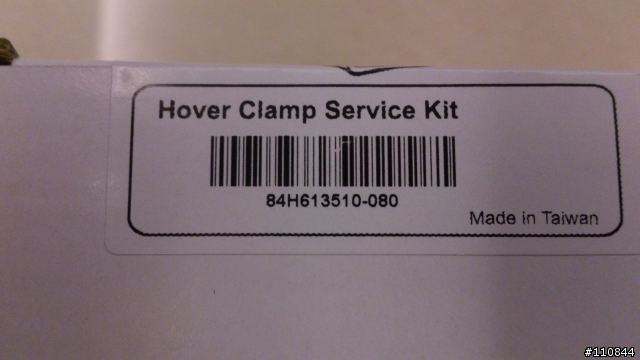 Hover Clamp Service Kit
84H613510-080
Made in Taiwan
#110844